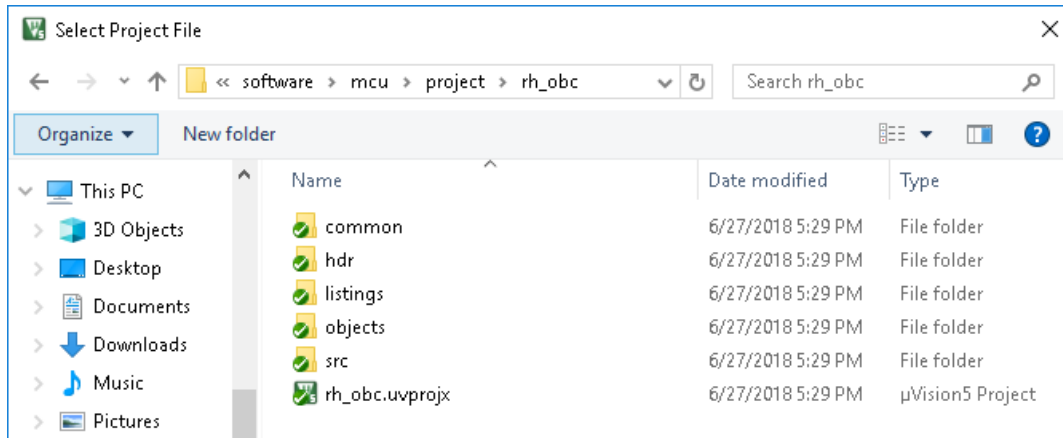 Select Project File
« software › mcu › project › rh_obc
Search rh_obc
Organize
New folder
Name Date modified Type
This PC
3D Objects
Desktop
Documents
Downloads
Music
Pictures
common 6/27/2018 5:29 PM File folder
hdr 6/27/2018 5:29 PM File folder
listings 6/27/2018 5:29 PM File folder
objects 6/27/2018 5:29 PM File folder
src 6/27/2018 5:29 PM File folder
rh_obc.uvprojx 6/27/2018 5:29 PM µVision5 Project